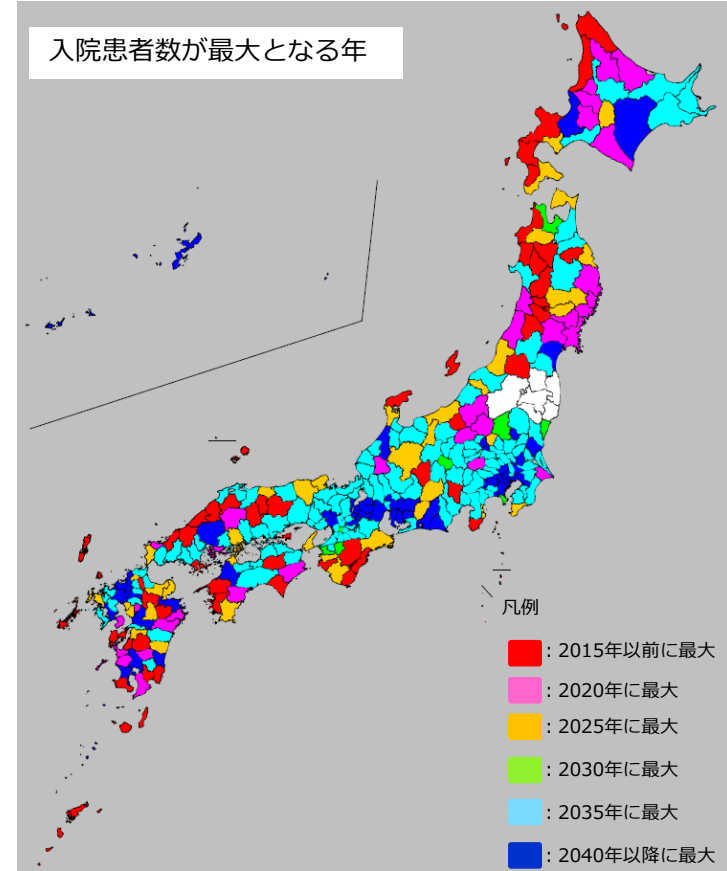 入院患者数が最大となる年
凡例
：2015年以前に最大
：2020年に最大
：2025年に最大
：2030年に最大
：2035年に最大
：2040年以降に最大